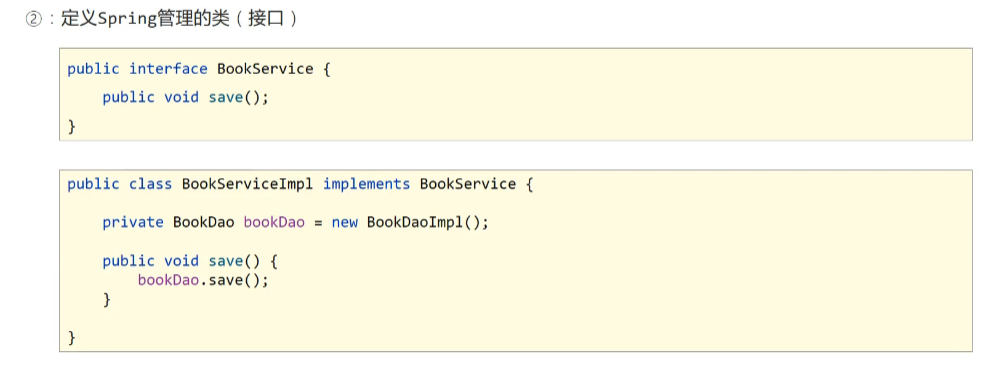 ②：定义Spring管理的类（接口）
public interface BookService {
    public void save();
}
public class BookServiceImpl implements BookService {
    private BookDao bookDao = new BookDaoImpl();
    public void save() {
        bookDao.save();
    }
}